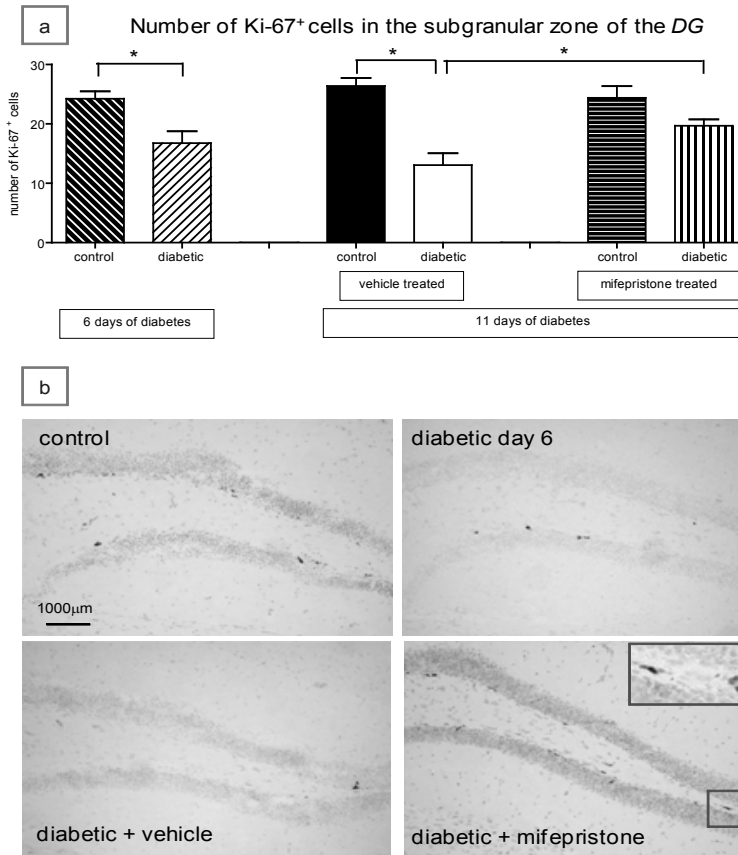 a
Number of Ki-67+ cells in the subgranular zone of the DG
* * *
number of Ki-67 + cells
30
20
10
0
control diabetic control diabetic control diabetic
vehicle treated mifepristone treated
6 days of diabetes 11 days of diabetes
b
control
diabetic day 6
1000μm
diabetic + vehicle
diabetic + mifepristone